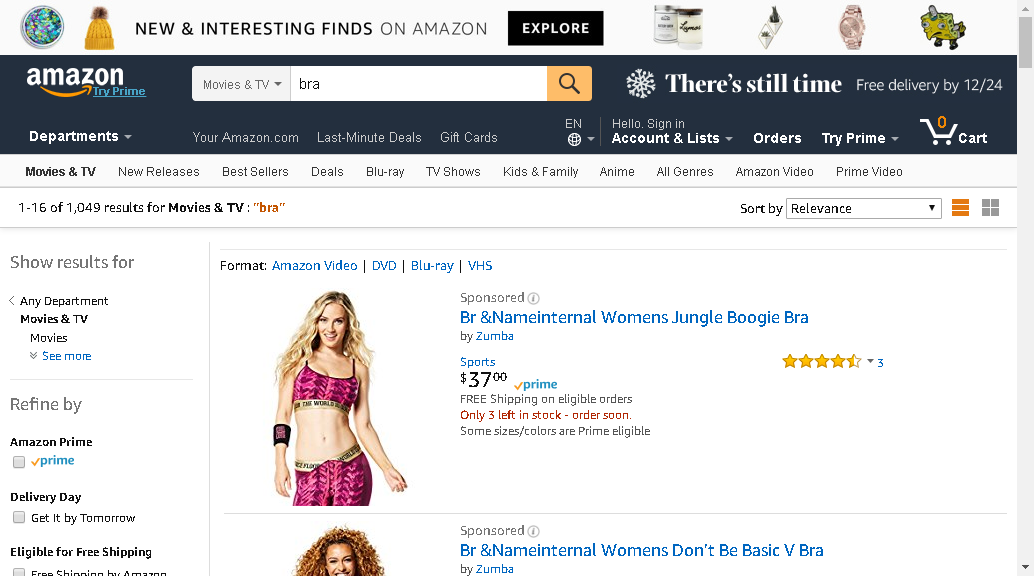 NEW & INTERESTING FINDS ON AMAZON EXPLORE
amazon
Try Prime
Movies & TV bra
There's still time Free delivery by 12/24
Departments
Your Amazon.com Last-Minute Deals Gift Cards
EN
Hello. Sign in
Account & Lists
Orders
Try Prime
0
Cart
Movies & TV New Releases Best Sellers Deals Blu-ray TV Shows Kids & Family Anime All Genres Amazon Video Prime Video
1-16 of 1,049 results for Movies & TV : "bra"
Sort by Relevance
Show results for
Any Department
Movies & TV
Movies
See more
Refine by
Amazon Prime
prime
Delivery Day
Get It by Tomorrow
Eligible for Free Shipping
Free Shipping by Amazon
Format: Amazon Video | DVD | Blu-ray | VHS
Sponsored
Br &Nameinternal Womens Jungle Boogie Bra
by Zumba
Sports
$3700 prime
3
FREE Shipping on eligible orders
Only 3 left in stock - order soon.
Some sizes/colors are Prime eligible
Sponsored
Br &Nameinternal Womens Don't Be Basic V Bra
by Zumba